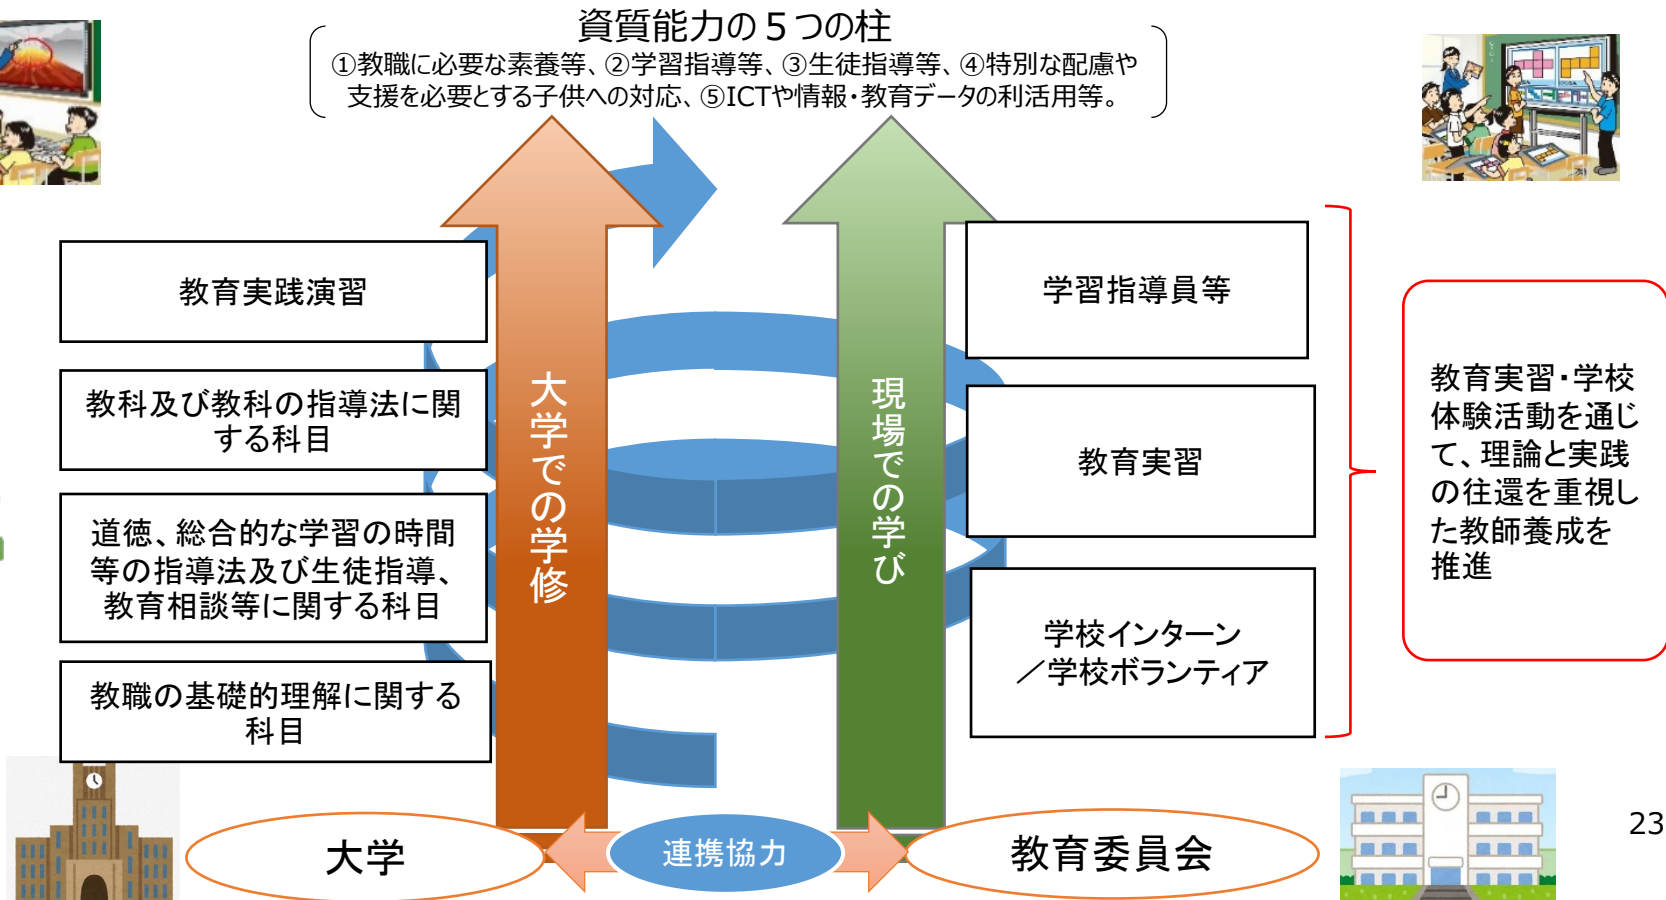 資質能力の５つの柱
①教職に必要な素養等、②学習指導等、③生徒指導等、④特別な配慮や
支援を必要とする子供への対応、⑤ICTや情報・教育データの利活用等。
教育実践演習
教科及び教科の指導法に関
する科目
道徳、総合的な学習の時間
等の指導法及び生徒指導、
教育相談等に関する科目
教職の基礎的理解に関する
科目
大学での学修
現場での学び
学習指導員等
教育実習
学校インターン
／学校ボランティア
教育実習・学校
体験活動を通じ
て、理論と実践
の往還を重視し
た教師養成を
推進
大学
連携協力
教育委員会
23